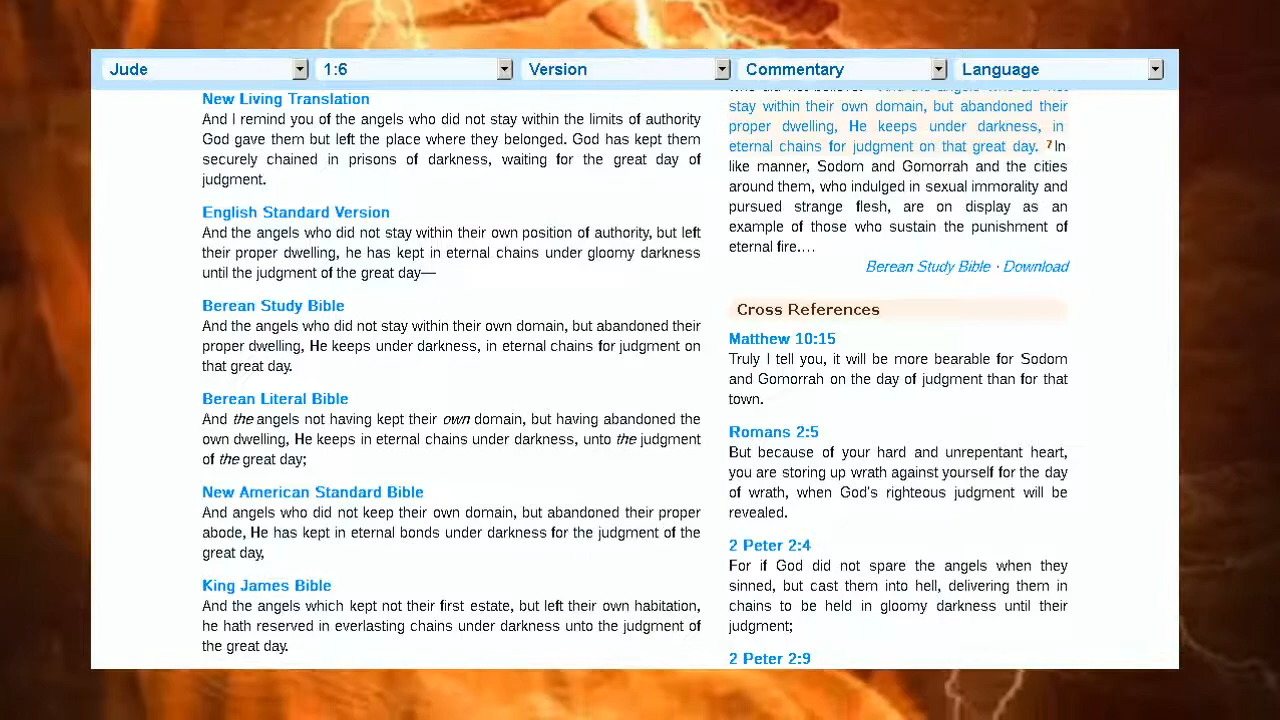 Jude 1:6 Version Commentary Language
New Living Translation
And I remind you of the angels who did not stay within the limits of authority
God gave them but left the place where they belonged. God has kept them
securely chained in prisons of darkness, waiting for the great day of
judgment.
English Standard Version
And the angels who did not stay within their own position of authority, but left
their proper dwelling, he has kept in eternal chains under gloomy darkness
until the judgment of the great day—
Berean Study Bible
And the angels who did not stay within their own domain, but abandoned their
proper dwelling, He keeps under darkness, in eternal chains for judgment on
that great day.
Berean Literal Bible
And the angels not having kept their own domain, but having abandoned the
own dwelling, He keeps in eternal chains under darkness, unto the judgment
of the great day;
New American Standard Bible
And angels who did not keep their own domain, but abandoned their proper
abode, He has kept in eternal bonds under darkness for the judgment of the
great day,
King James Bible
And the angels which kept not their first estate, but left their own habitation,
he hath reserved in everlasting chains under darkness unto the judgment of
the great day.
who did not believe. And the angels who did not
stay within their own domain, but abandoned their
proper dwelling, He keeps under darkness, in
eternal chains for judgment on that great day. 7In
like manner, Sodom and Gomorrah and the cities
around them, who indulged in sexual immorality and
pursued strange flesh, are on display as an
example of those who sustain the punishment of
eternal fire.…
Berean Study Bible · Download
Cross References
Matthew 10:15
Truly I tell you, it will be more bearable for Sodom
and Gomorrah on the day of judgment than for that
town.
Romans 2:5
But because of your hard and unrepentant heart,
you are storing up wrath against yourself for the day
of wrath, when God's righteous judgment will be
revealed.
2 Peter 2:4
For if God did not spare the angels when they
sinned, but cast them into hell, delivering them in
chains to be held in gloomy darkness until their
judgment;
2 Peter 2:9